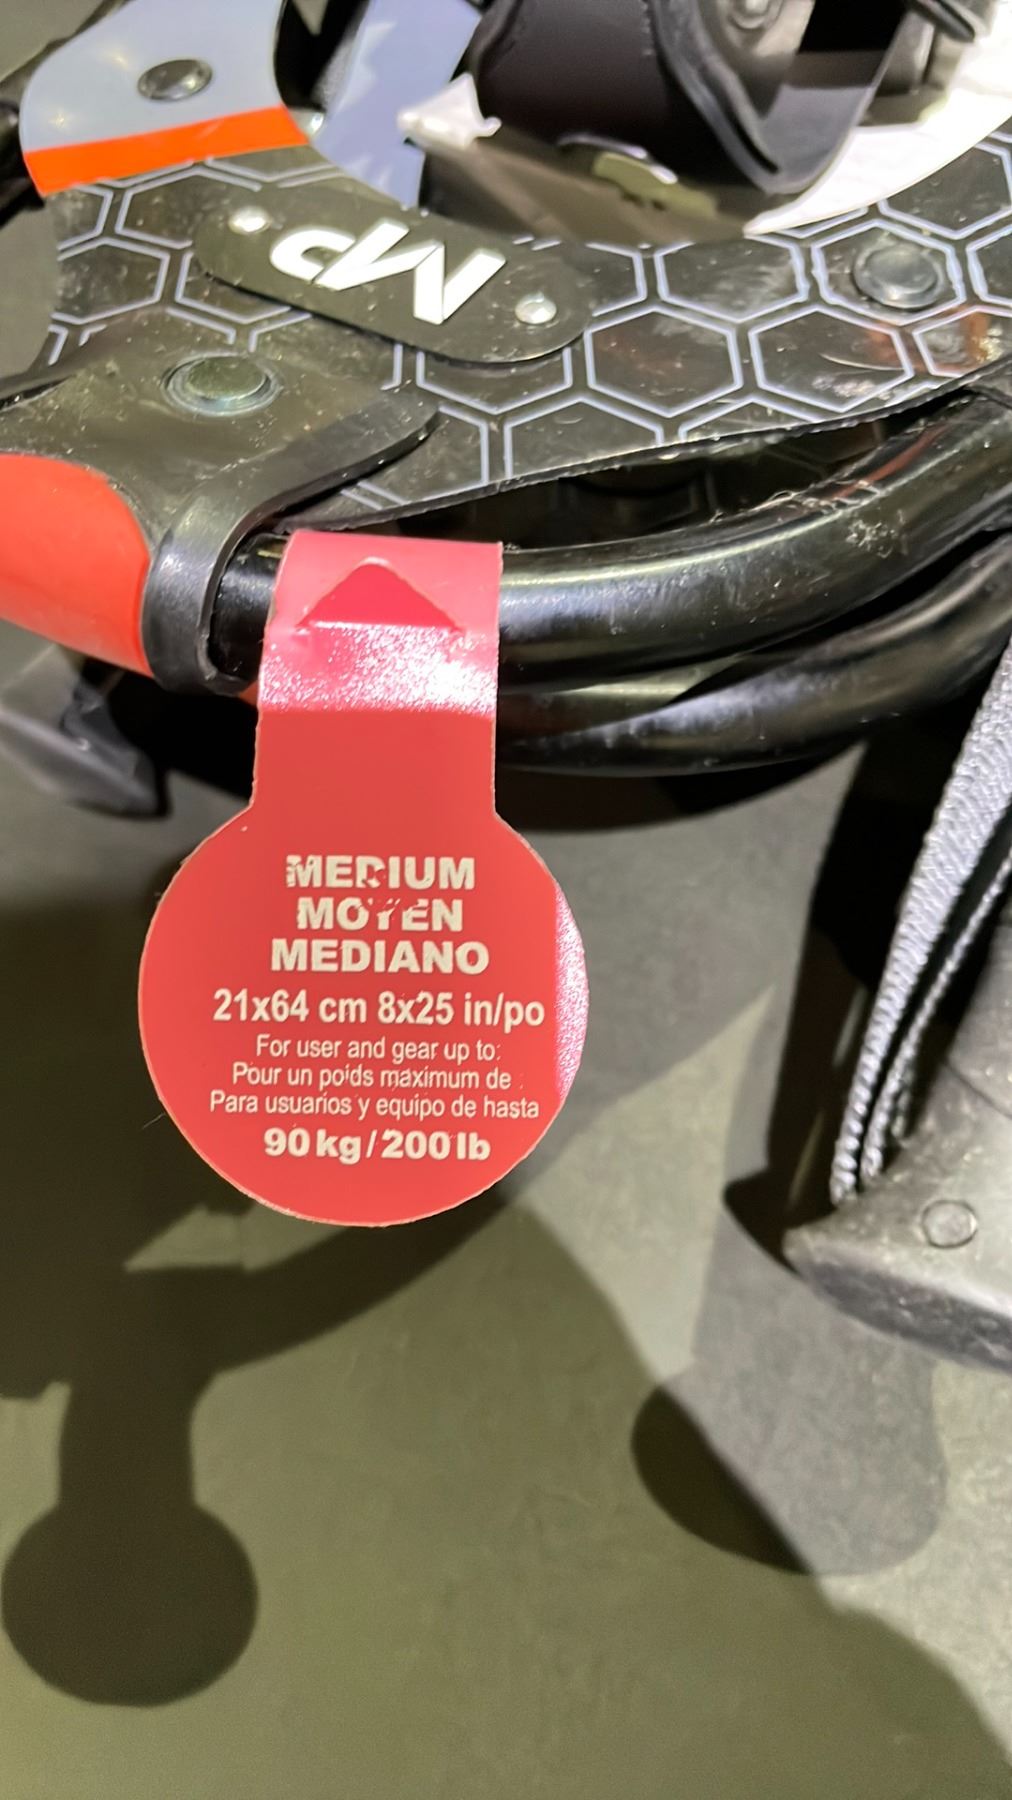 MP
MEDIUM
MOYEN
MEDIANO
21x64 cm 8x25 in/po
For user and gear up to:
Pour un poids maximum de :
Para usuarios y equipo de hasta
90 kg / 200 lb